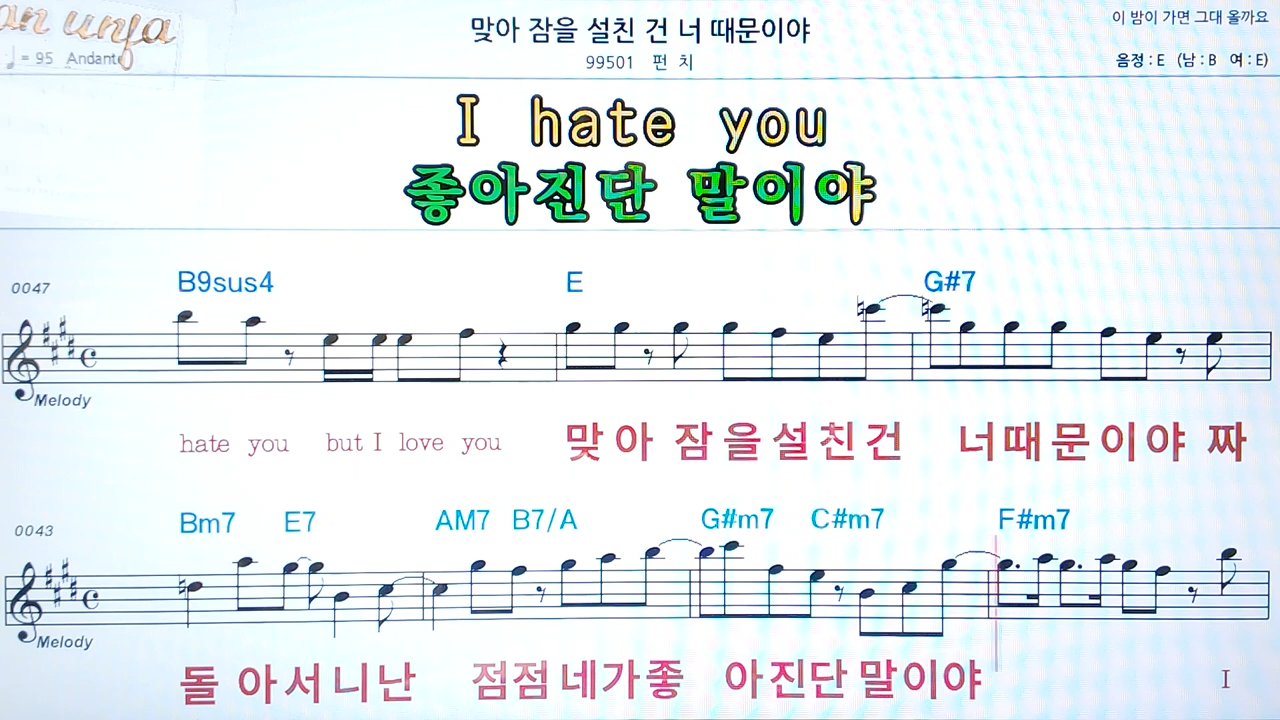 an unja
♩= 95 Andante
맞아 잠을 설친 건 너 때문이야
99501 펀 치
이 밤이 가면 그대 올까요
음정 : E (남 : B 여 : E)
I hate you
좋아진단 말이야
0047
B9sus4 E G#7
Melody
hate you but I love you 맞아 잠을설친건 너때문이야 짜
0043
Bm7 E7 AM7 B7/A G#m7 C#m7 F#m7
Melody
돌 아서니난 점점네가좋 아진단말이야 I